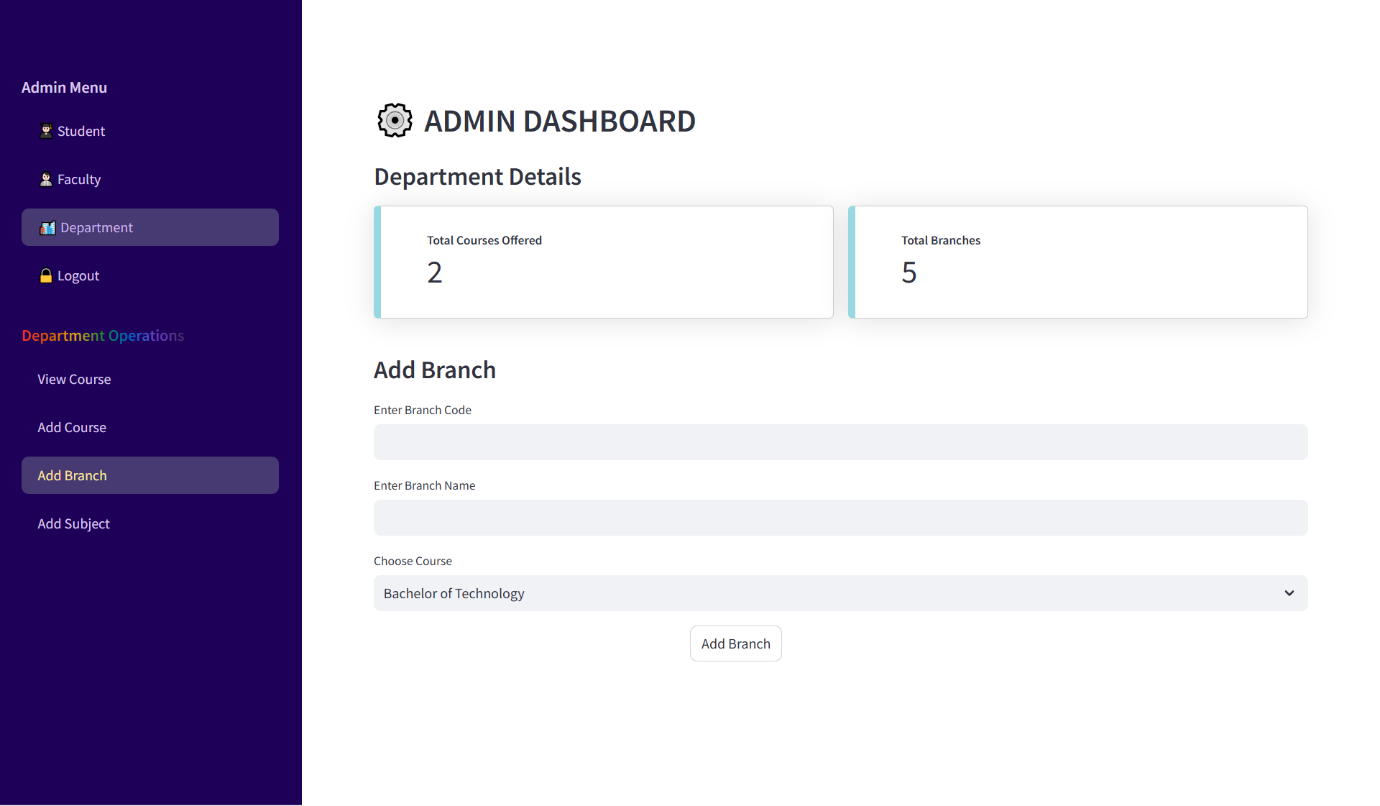 Admin Menu
Student
Faculty
Department
Logout
Department Operations
View Course
Add Course
Add Branch
Add Subject
ADMIN DASHBOARD
Department Details
Total Courses Offered
2
Total Branches
5
Add Branch
Enter Branch Code
Enter Branch Name
Choose Course
Bachelor of Technology
Add Branch